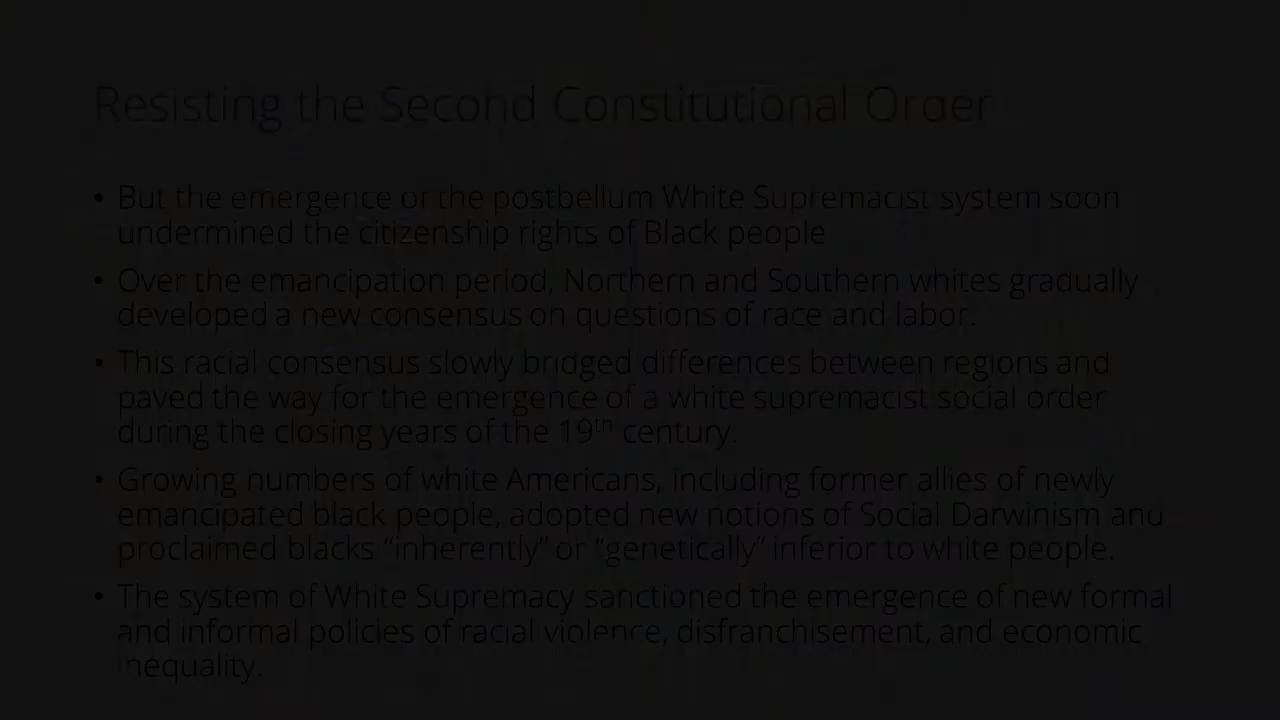 Resisting the Second Constitutional Order
• But the emergence of the postbellum White Supremacist system soon
undermined the citizenship rights of Black people
• Over the emancipation period, Northern and Southern whites gradually
developed a new consensus on questions of race and labor.
• This racial consensus slowly bridged differences between regions and
paved the way for the emergence of a white supremacist social order
during the closing years of the 19th century.
• Growing numbers of white Americans, including former allies of newly
emancipated black people, adopted new notions of Social Darwinism and
proclaimed blacks “inherently” or “genetically” inferior to white people.
• The system of White Supremacy sanctioned the emergence of new formal
and informal policies of racial violence, disfranchisement, and economic
inequality.